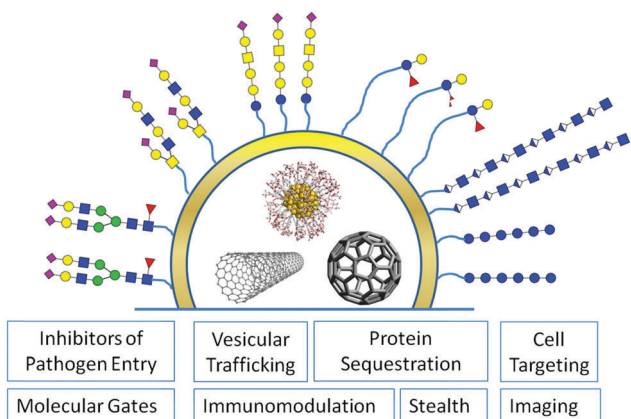 Inhibitors of
Pathogen Entry
Vesicular
Trafficking
Protein
Sequestration
Cell
Targeting
Molecular Gates
Immunomodulation
Stealth
Imaging